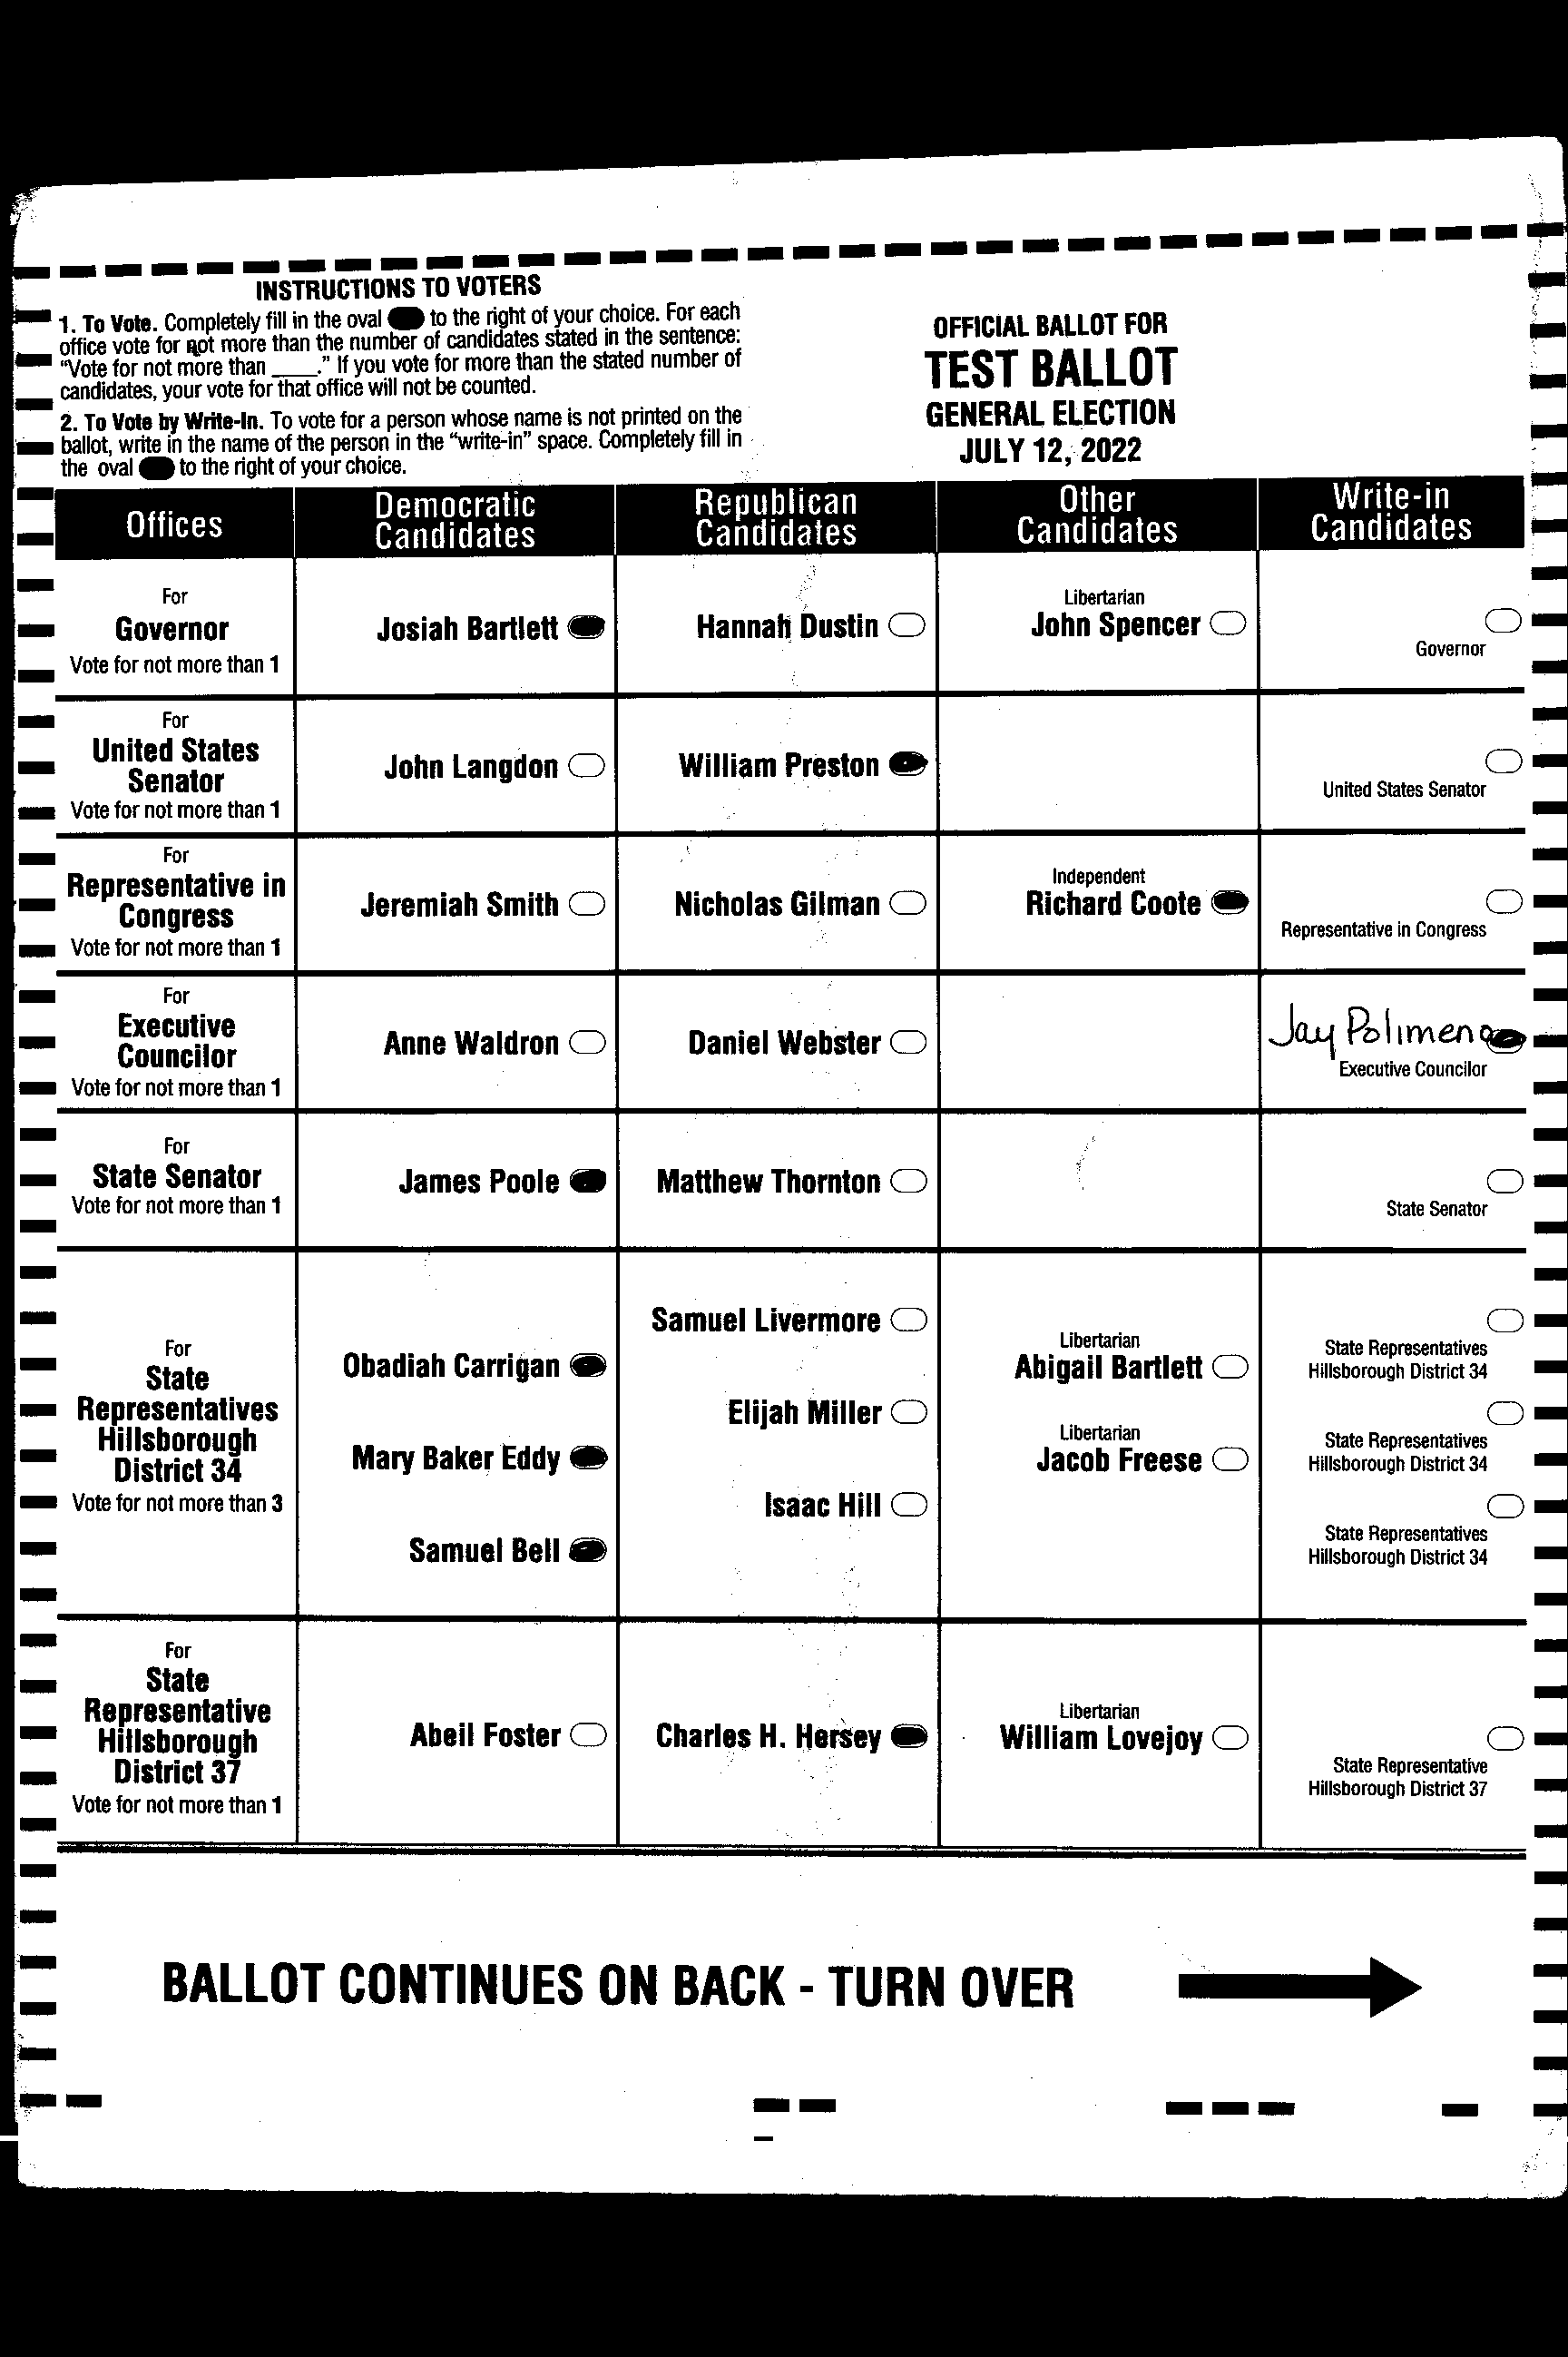 INSTRUCTIONS TO VOTERS
1. To Vote. Completely fill in the oval to the right of your choice. For each
office vote for not more than the number of candidates stated in the sentence:
"Vote for not more than ____." If you vote for more than the stated number of
candidates, your vote for that office will not be counted.
2. To Vote by Write-In. To vote for a person whose name is not printed on the
ballot, write in the name of the person in the "write-in" space. Completely fill in
the oval to the right of your choice.
OFFICIAL BALLOT FOR
TEST BALLOT
GENERAL ELECTION
JULY 12, 2022
Offices
Democratic
Candidates
Republican
Candidates
Other
Candidates
Write-in
Candidates
For
Governor
Vote for not more than 1
Josiah Bartlett
Hannah Dustin
Libertarian
John Spencer
Governor
For
United States
Senator
Vote for not more than 1
John Langdon
William Preston
United States Senator
For
Representative in
Congress
Vote for not more than 1
Jeremiah Smith
Nicholas Gilman
Independent
Richard Coote
Representative in Congress
For
Executive
Councilor
Vote for not more than 1
Anne Waldron
Daniel Webster
Jay Polimeno
Executive Councilor
For
State Senator
Vote for not more than 1
James Poole
Matthew Thornton
State Senator
For
State
Representatives
Hillsborough
District 34
Vote for not more than 3
Obadiah Carrigan
Mary Baker Eddy
Samuel Bell
Samuel Livermore
Elijah Miller
Isaac Hill
Libertarian
Abigail Bartlett
Libertarian
Jacob Freese
State Representatives
Hillsborough District 34
State Representatives
Hillsborough District 34
State Representatives
Hillsborough District 34
For
State
Representative
Hillsborough
District 37
Vote for not more than 1
Abeil Foster
Charles H. Hersey
Libertarian
William Lovejoy
State Representative
Hillsborough District 37
BALLOT CONTINUES ON BACK - TURN OVER